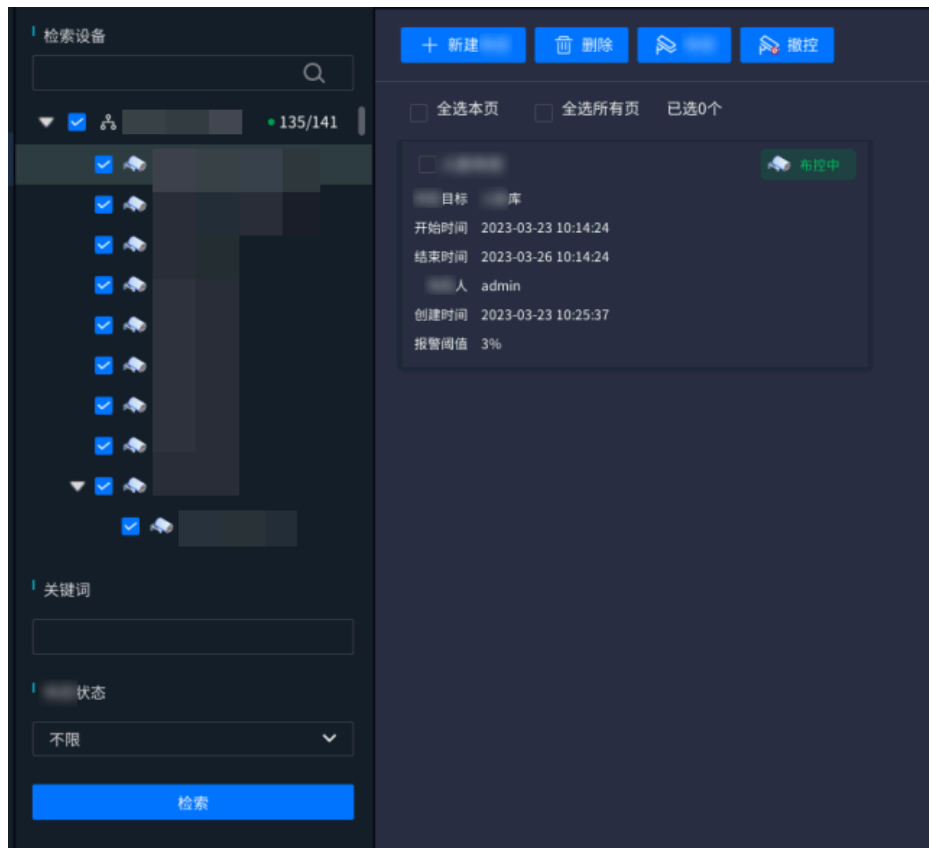 检索设备
135/141
关键词
状态
不限
检索
新建 删除 撤控
全选本页 全选所有页 已选0个
布控中
目标 库
开始时间 2023-03-23 10:14:24
结束时间 2023-03-26 10:14:24
人 admin
创建时间 2023-03-23 10:25:37
报警阈值 3%